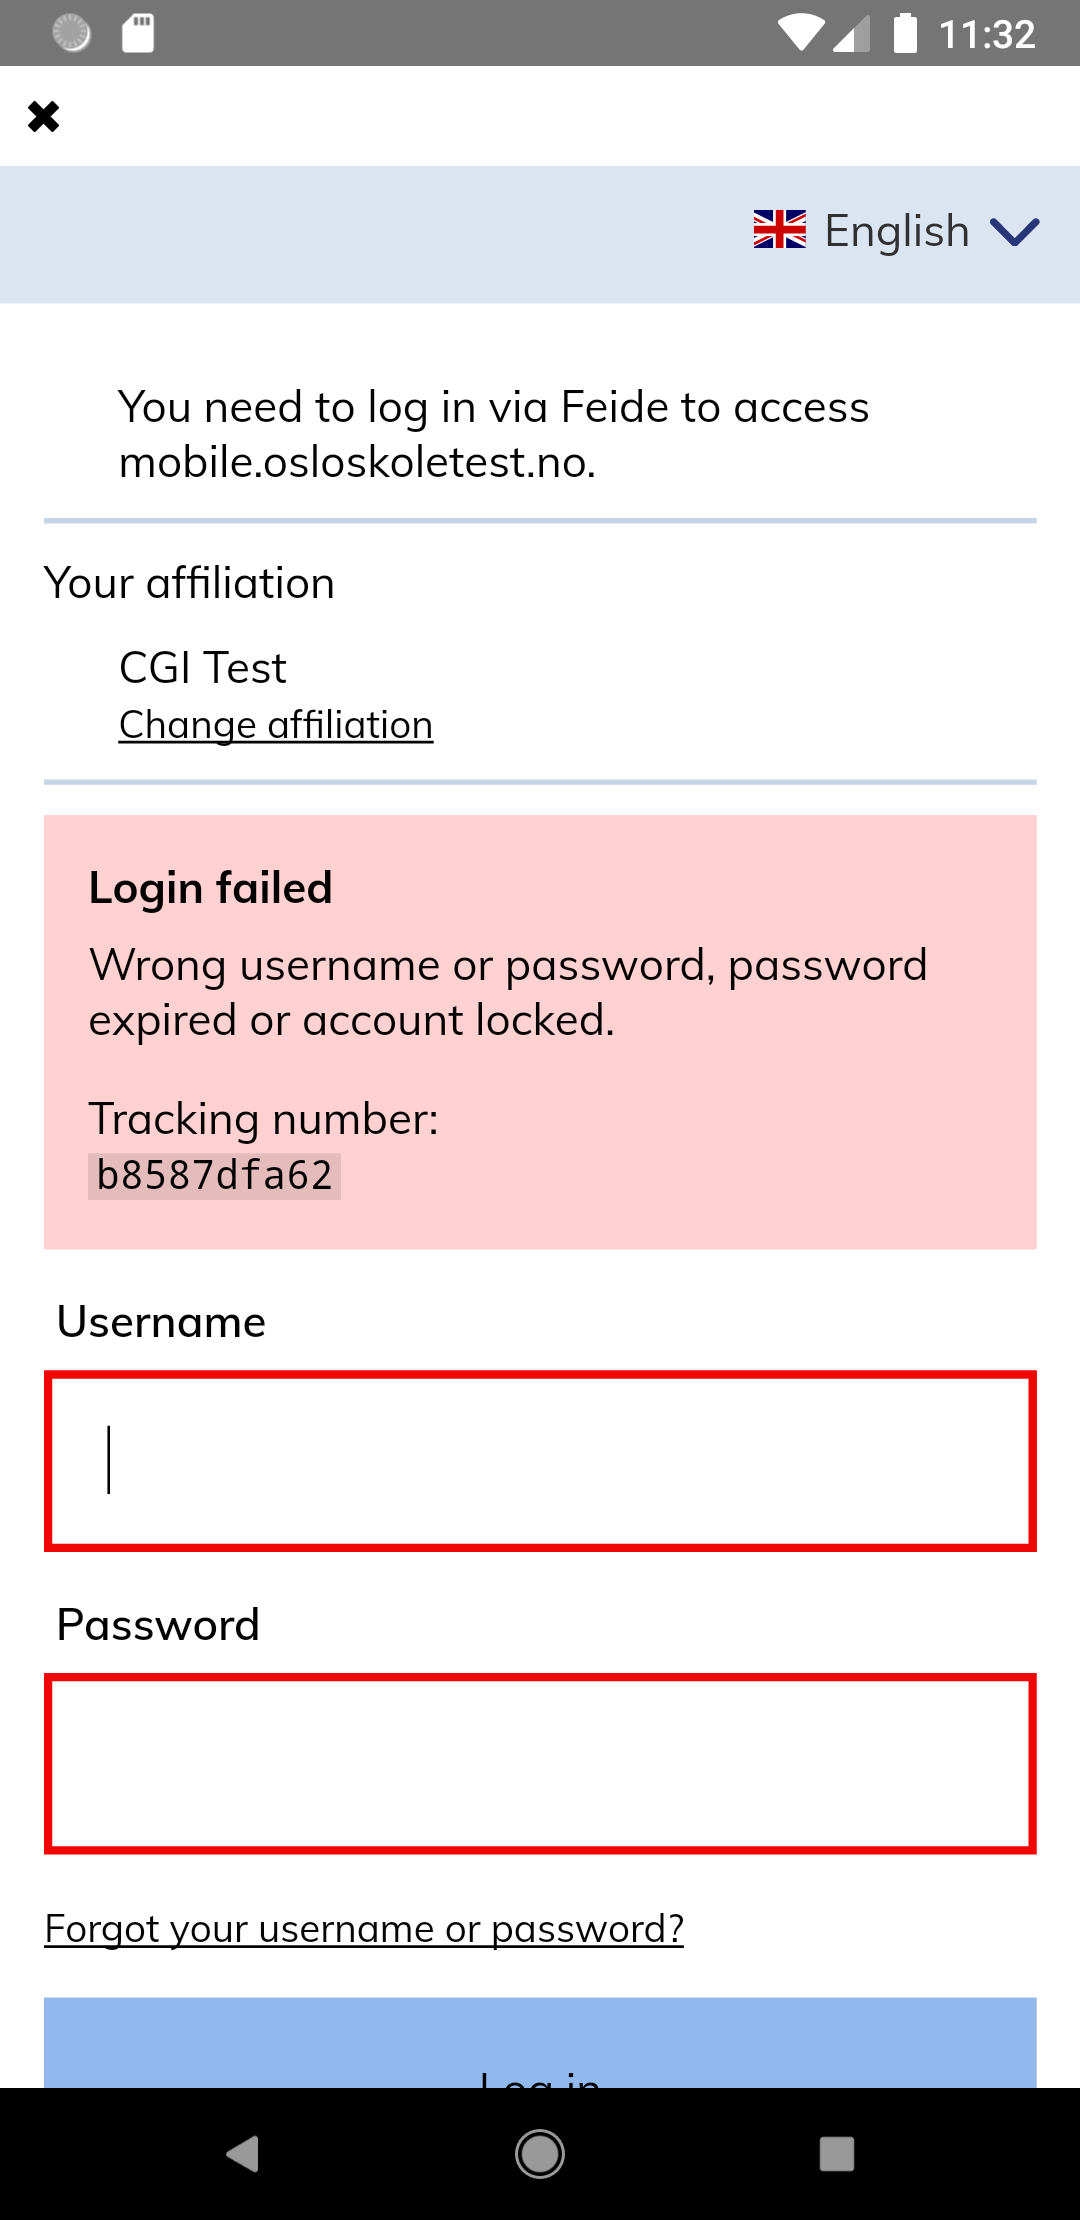 11:32
English
You need to log in via Feide to access
mobile.osloskoletest.no.
Your affiliation
CGI Test
Change affiliation
Login failed
Wrong username or password, password
expired or account locked.
Tracking number:
b8587dfa62
Username
Password
Forgot your username or password?
Log in